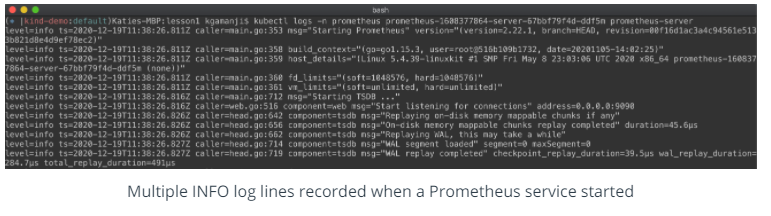 bash
(* |kind-demo:default)Katies-MBP:lesson1 kgamanji$ kubectl logs -n prometheus prometheus-1608377864-server-67bbf79f4d-ddf5m prometheus-server
level=info ts=2020-12-19T11:38:26.811Z caller=main.go:353 msg="Starting Prometheus" version="(version=2.22.1, branch=HEAD, revision=00f16d1ac3a4c94561e513
3b821d8e4d9ef78ec2)"
level=info ts=2020-12-19T11:38:26.811Z caller=main.go:358 build_context="(go=go1.15.3, user=root@516b109b1732, date=20201105-14:02:25)"
level=info ts=2020-12-19T11:38:26.811Z caller=main.go:359 host_details="(Linux 5.4.39-linuxkit #1 SMP Fri May 8 23:03:06 UTC 2020 x86_64 prometheus-160837
7864-server-67bbf79f4d-ddf5m (none))"
level=info ts=2020-12-19T11:38:26.811Z caller=main.go:360 fd_limits="(soft=1048576, hard=1048576)"
level=info ts=2020-12-19T11:38:26.811Z caller=main.go:361 vm_limits="(soft=unlimited, hard=unlimited)"
level=info ts=2020-12-19T11:38:26.816Z caller=main.go:712 msg="Starting TSDB ..."
level=info ts=2020-12-19T11:38:26.818Z caller=web.go:516 component=web msg="Start listening for connections" address=0.0.0.0:9090
level=info ts=2020-12-19T11:38:26.826Z caller=head.go:642 component=tsdb msg="Replaying on-disk memory mappable chunks if any"
level=info ts=2020-12-19T11:38:26.826Z caller=head.go:656 component=tsdb msg="On-disk memory mappable chunks replay completed" duration=45.6µs
level=info ts=2020-12-19T11:38:26.826Z caller=head.go:662 component=tsdb msg="Replaying WAL, this may take a while"
level=info ts=2020-12-19T11:38:26.827Z caller=head.go:714 component=tsdb msg="WAL segment loaded" segment=0 maxSegment=0
level=info ts=2020-12-19T11:38:26.827Z caller=head.go:719 component=tsdb msg="WAL replay completed" checkpoint_replay_duration=39.5µs wal_replay_duration=
284.7µs total_replay_duration=491µs
Multiple INFO log lines recorded when a Prometheus service started